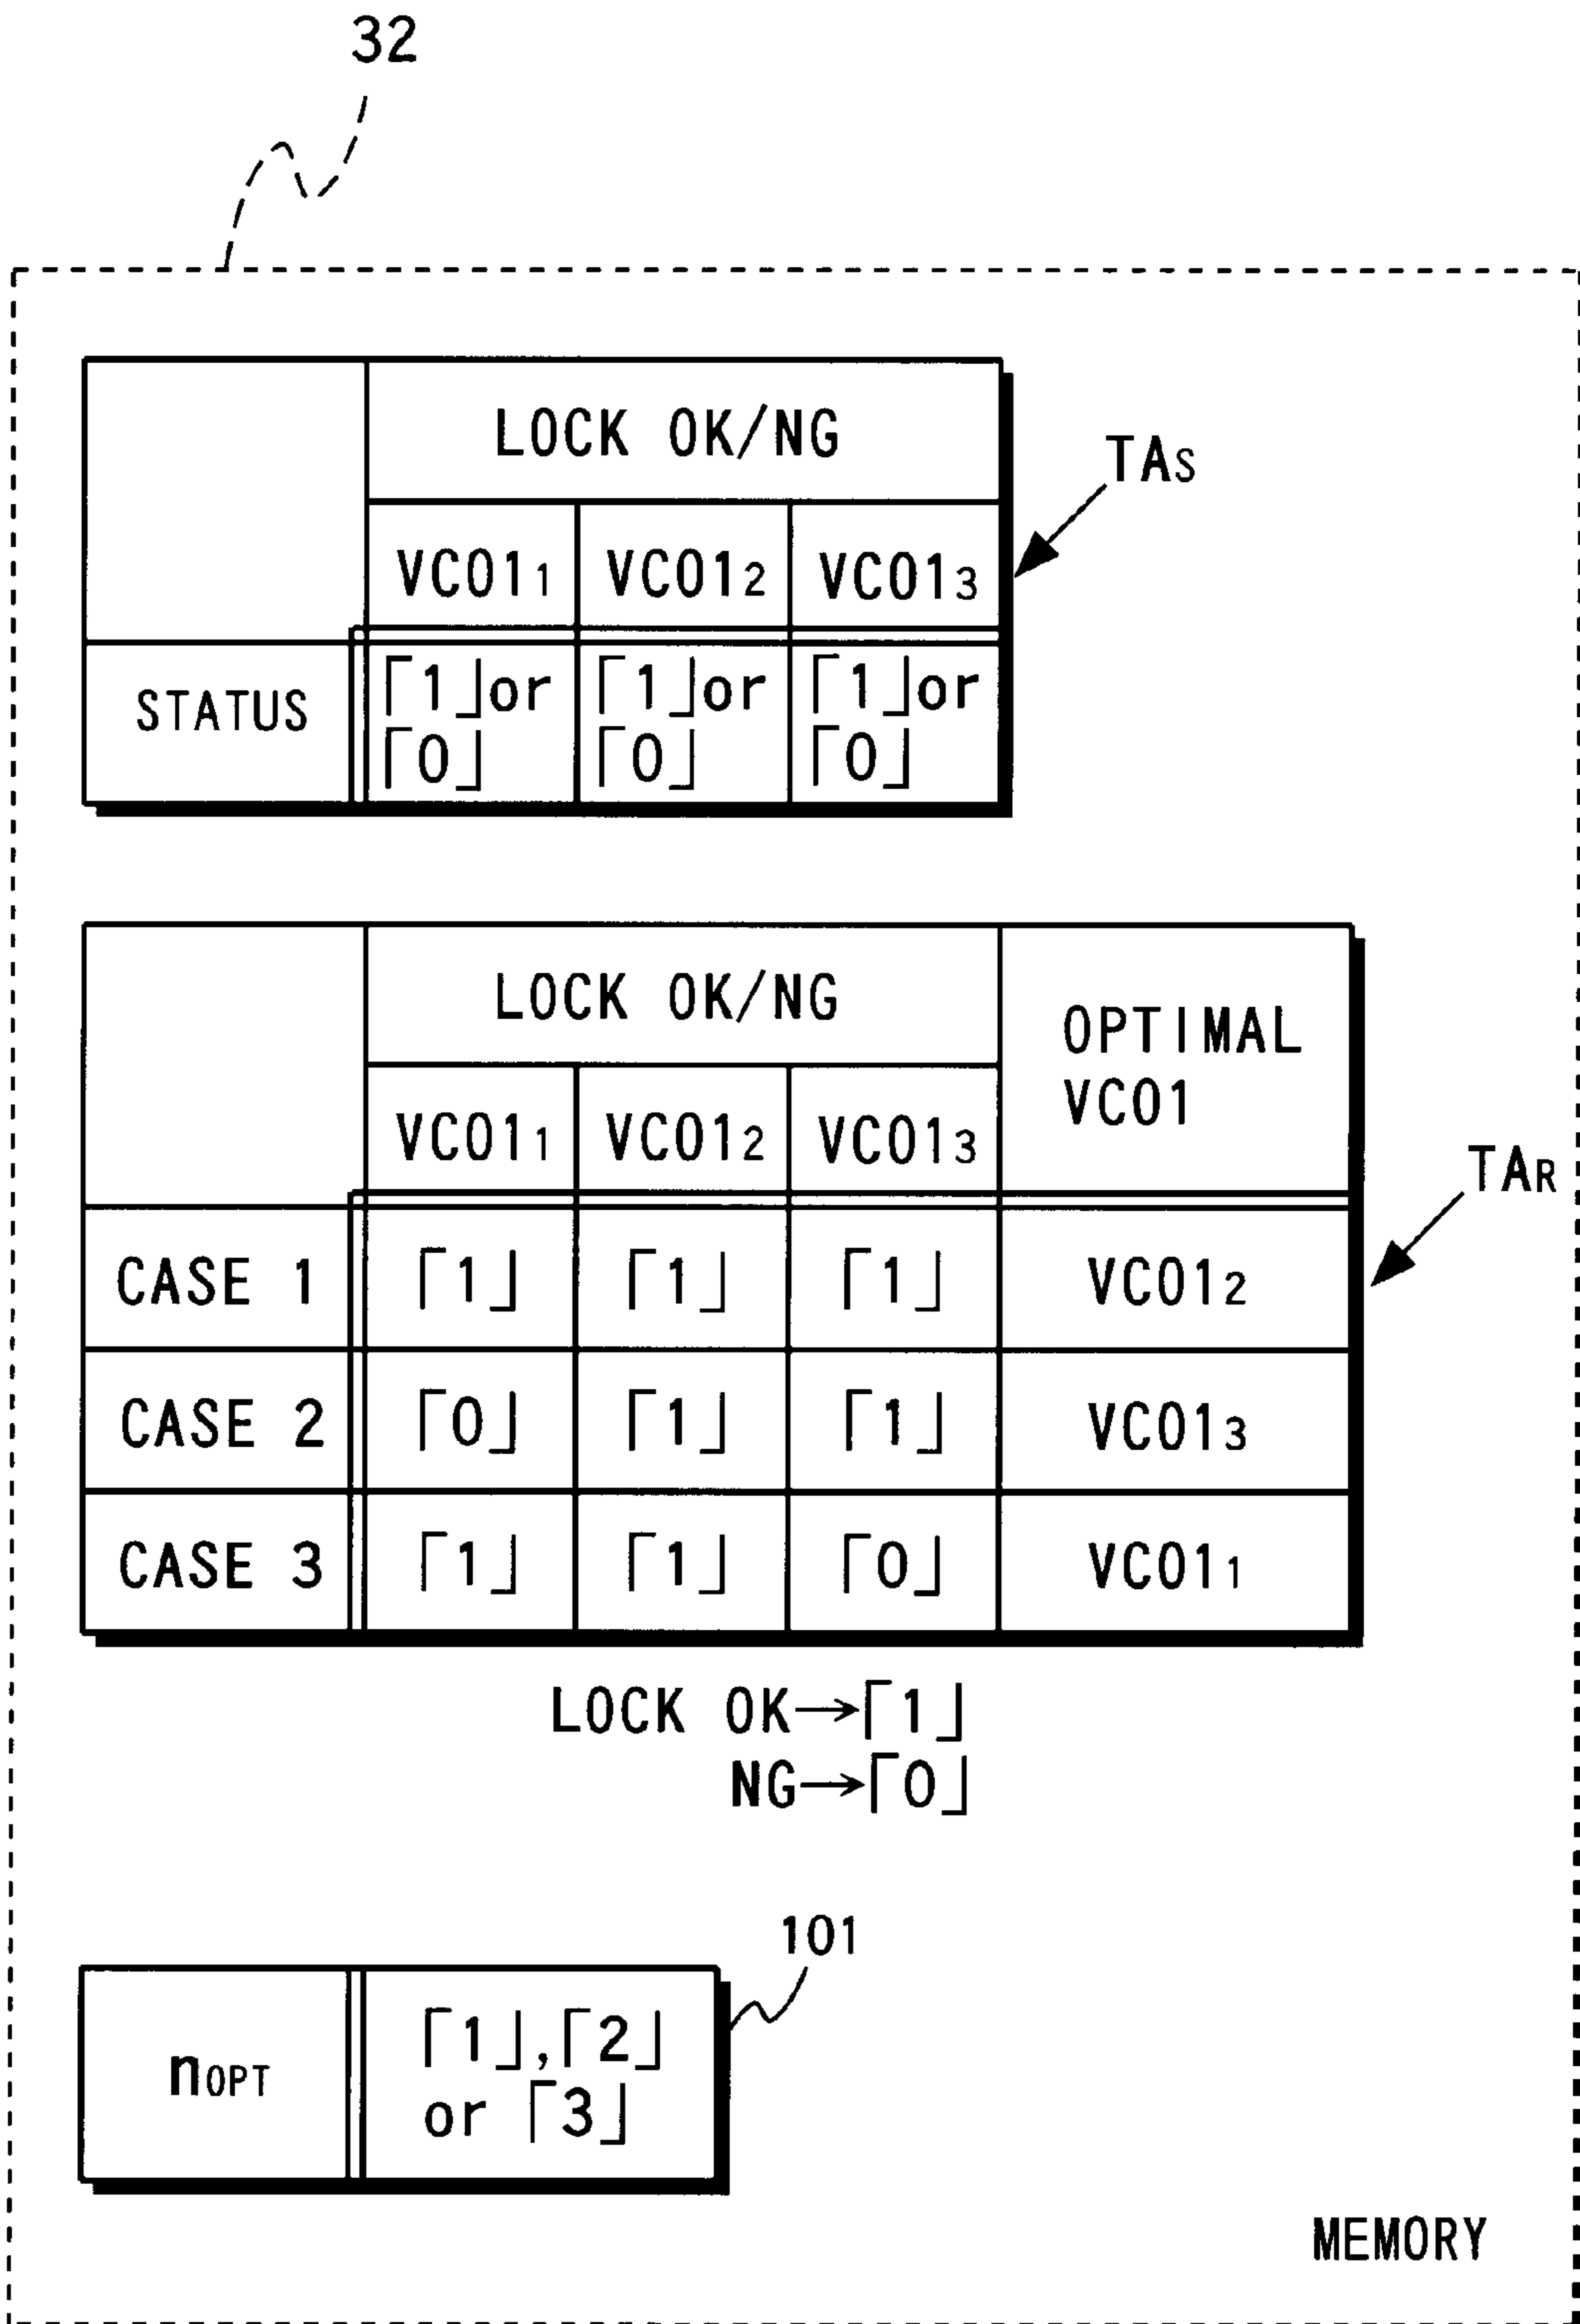 32
LOCK OK/NG
TAS
VCO11 VCO12 VCO13
STATUS 「1」or 「0」 「1」or 「0」 「1」or 「0」
LOCK OK/NG OPTIMAL VCO1
VCO11 VCO12 VCO13
TAR
CASE 1 「1」 「1」 「1」 VCO12
CASE 2 「0」 「1」 「1」 VCO13
CASE 3 「1」 「1」 「0」 VCO11
LOCK OK→「1」
NG→「0」
101
nOPT 「1」,「2」 or 「3」
MEMORY